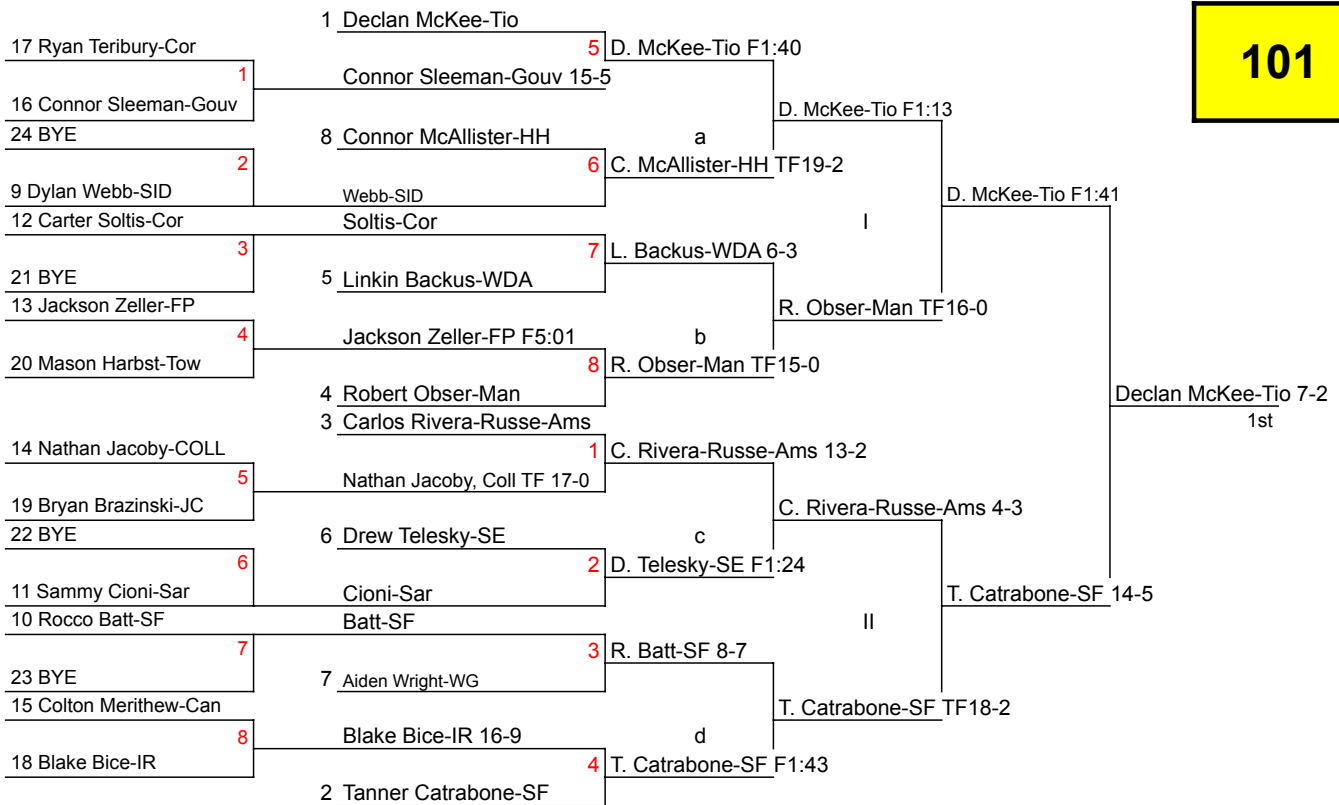 1 Declan McKee-Tio
17 Ryan Teribury-Cor
5 D. McKee-Tio F1:40
101
1
Connor Sleeman-Gouv 15-5
16 Connor Sleeman-Gouv
D. McKee-Tio F1:13
24 BYE
8 Connor McAllister-HH
a
2
6 C. McAllister-HH TF19-2
9 Dylan Webb-SID
Webb-SID
D. McKee-Tio F1:41
12 Carter Soltis-Cor
Soltis-Cor
I
3
7 L. Backus-WDA 6-3
21 BYE
5 Linkin Backus-WDA
13 Jackson Zeller-FP
R. Obser-Man TF16-0
4
Jackson Zeller-FP F5:01
b
20 Mason Harbst-Tow
8 R. Obser-Man TF15-0
4 Robert Obser-Man
Declan McKee-Tio 7-2
3 Carlos Rivera-Russe-Ams
1st
14 Nathan Jacoby-COLL
1 C. Rivera-Russe-Ams 13-2
5
Nathan Jacoby, Coll TF 17-0
19 Bryan Brazinski-JC
C. Rivera-Russe-Ams 4-3
22 BYE
6 Drew Telesky-SE
c
6
2 D. Telesky-SE F1:24
11 Sammy Cioni-Sar
Cioni-Sar
T. Catrabone-SF 14-5
10 Rocco Batt-SF
Batt-SF
II
7
3 R. Batt-SF 8-7
23 BYE
7 Aiden Wright-WG
15 Colton Merithew-Can
T. Catrabone-SF TF18-2
8
Blake Bice-IR 16-9
d
18 Blake Bice-IR
4 T. Catrabone-SF F1:43
2 Tanner Catrabone-SF